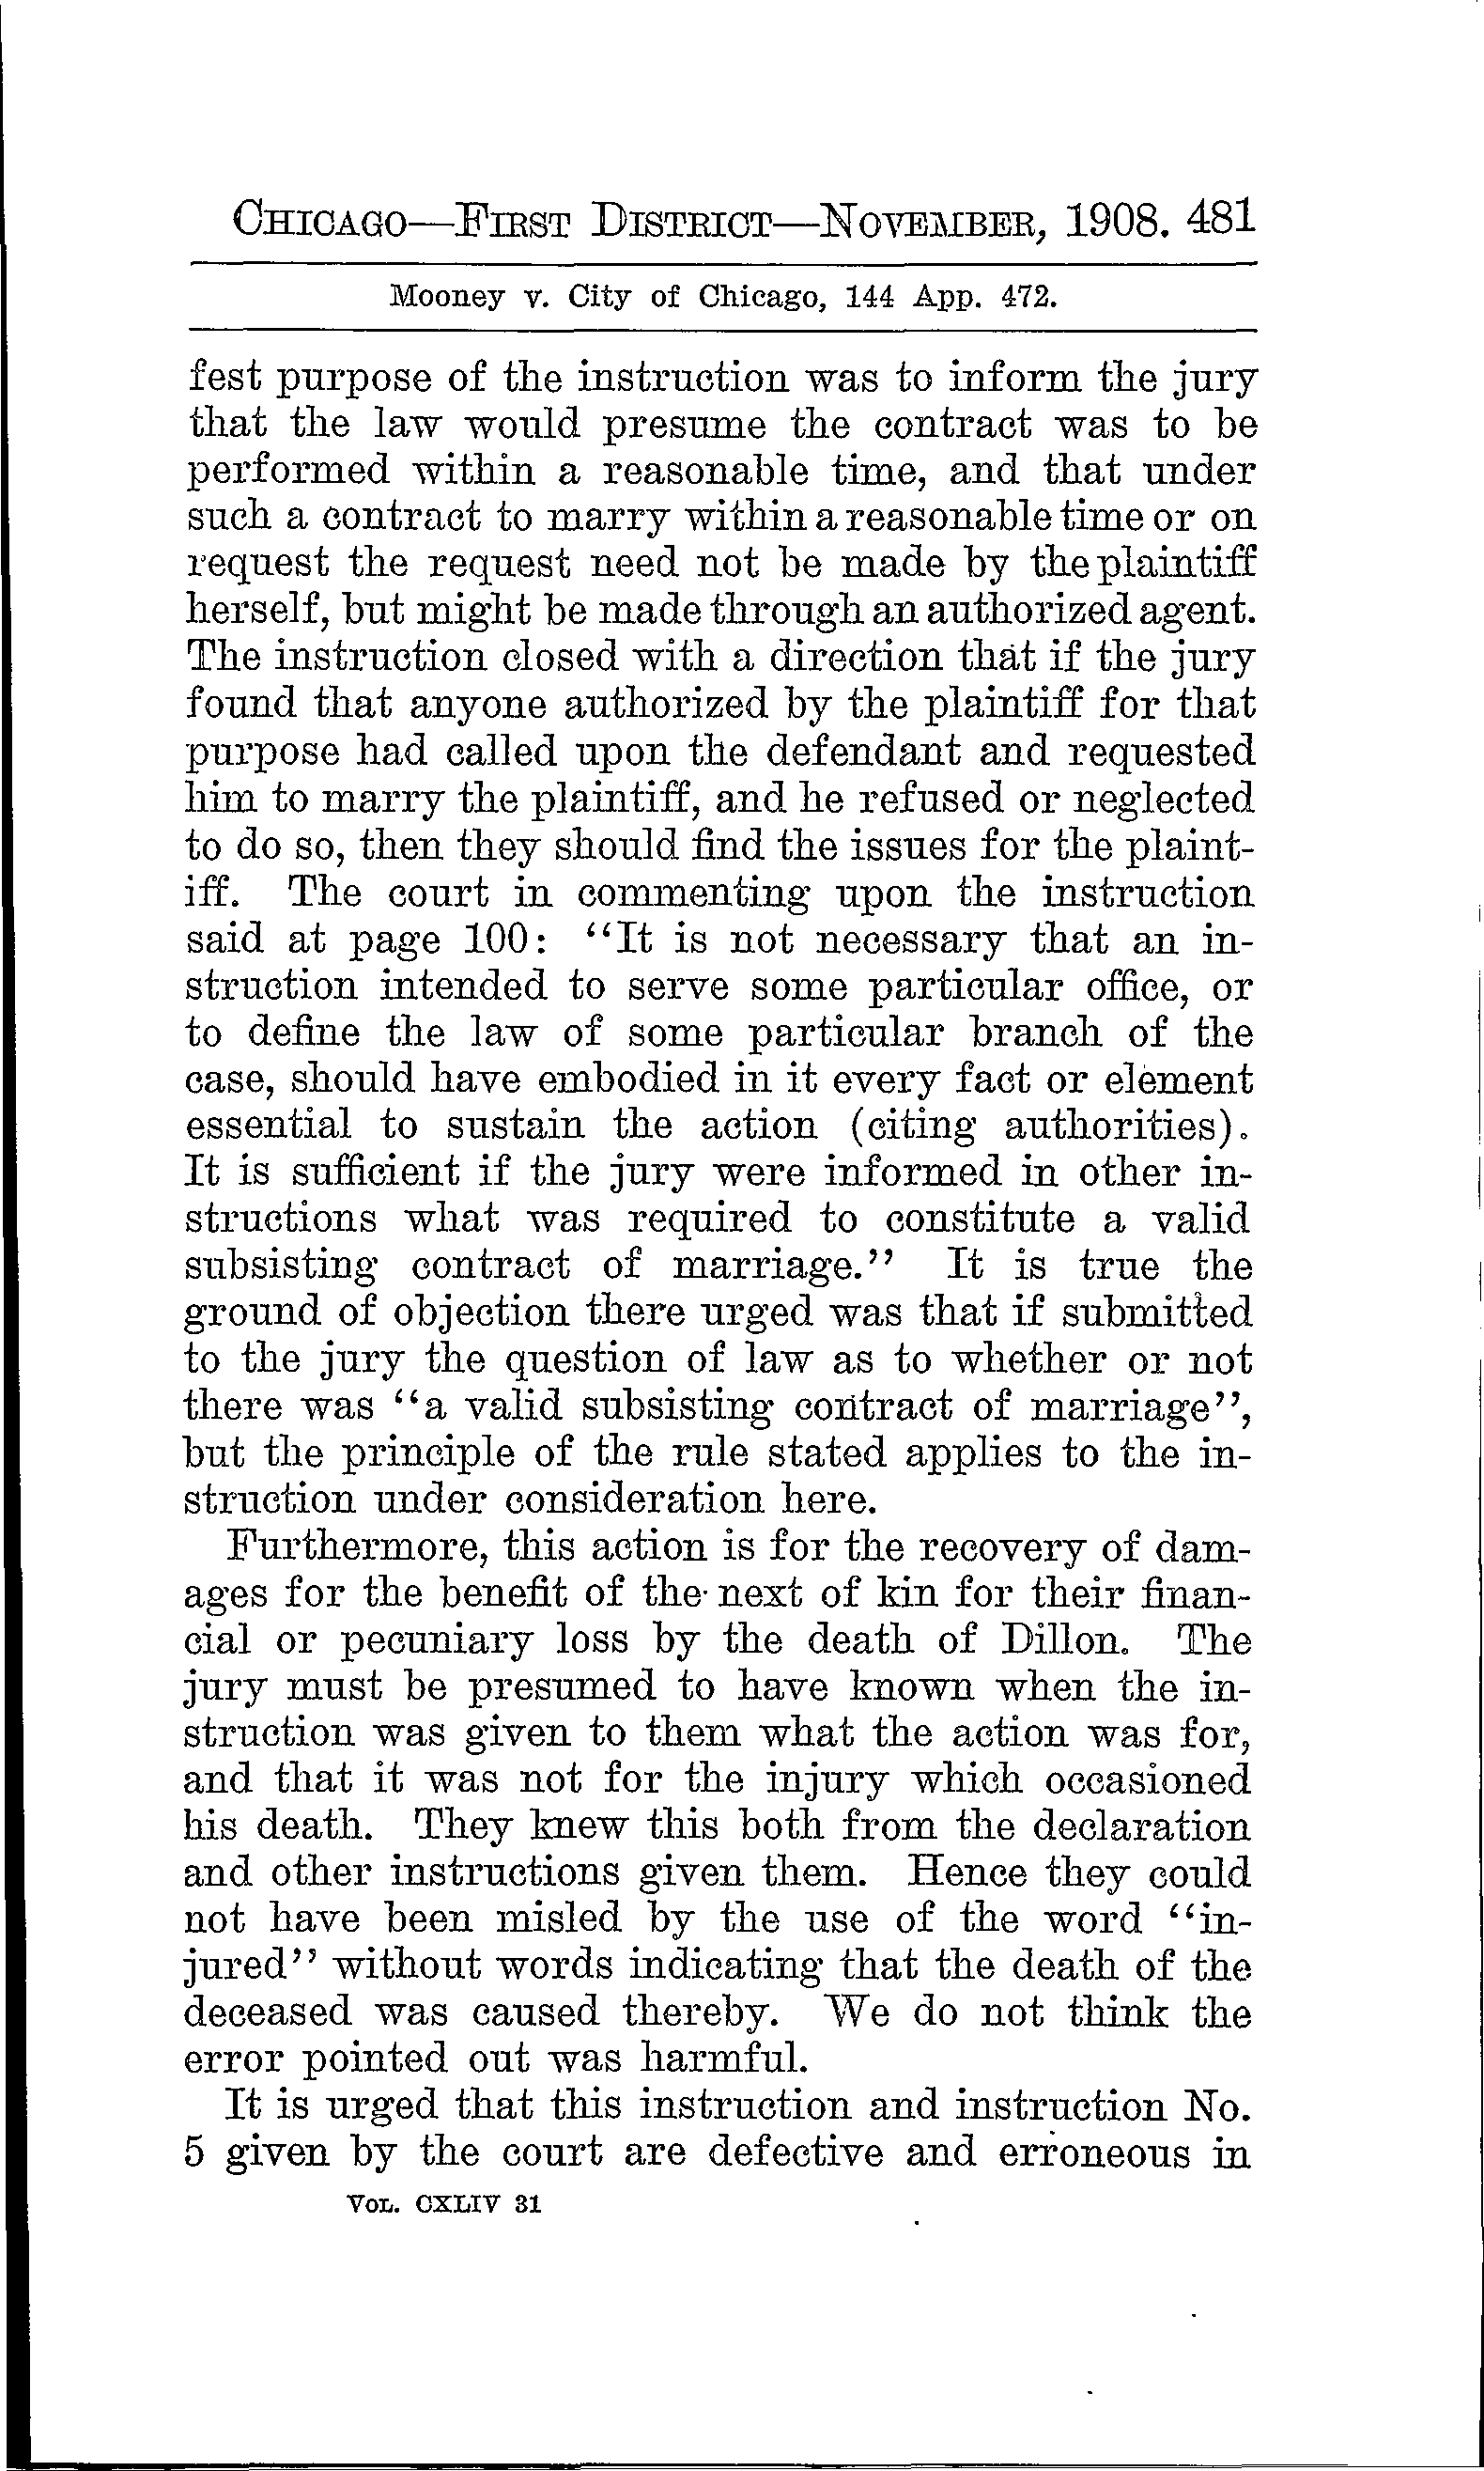 CHICAGO—FIRST DISTRICT—NOVEMBER, 1908. 481
Mooney v. City of Chicago, 144 App. 472.
fest purpose of the instruction was to inform the jury
that the law would presume the contract was to be
performed within a reasonable time, and that under
such a contract to marry within a reasonable time or on
request the request need not be made by the plaintiff
herself, but might be made through an authorized agent.
The instruction closed with a direction that if the jury
found that anyone authorized by the plaintiff for that
purpose had called upon the defendant and requested
him to marry the plaintiff, and he refused or neglected
to do so, then they should find the issues for the plaint-
iff. The court in commenting upon the instruction
said at page 100: “It is not necessary that an in-
struction intended to serve some particular office, or
to define the law of some particular branch of the
case, should have embodied in it every fact or element
essential to sustain the action (citing authorities).
It is sufficient if the jury were informed in other in-
structions what was required to constitute a valid
subsisting contract of marriage.” It is true the
ground of objection there urged was that if submitted
to the jury the question of law as to whether or not
there was “a valid subsisting contract of marriage”,
but the principle of the rule stated applies to the in-
struction under consideration here.
Furthermore, this action is for the recovery of dam-
ages for the benefit of the next of kin for their finan-
cial or pecuniary loss by the death of Dillon. The
jury must be presumed to have known when the in-
struction was given to them what the action was for,
and that it was not for the injury which occasioned
his death. They knew this both from the declaration
and other instructions given them. Hence they could
not have been misled by the use of the word “in-
jured” without words indicating that the death of the
deceased was caused thereby. We do not think the
error pointed out was harmful.
It is urged that this instruction and instruction No.
5 given by the court are defective and erroneous in
VOL. CXLIV 31